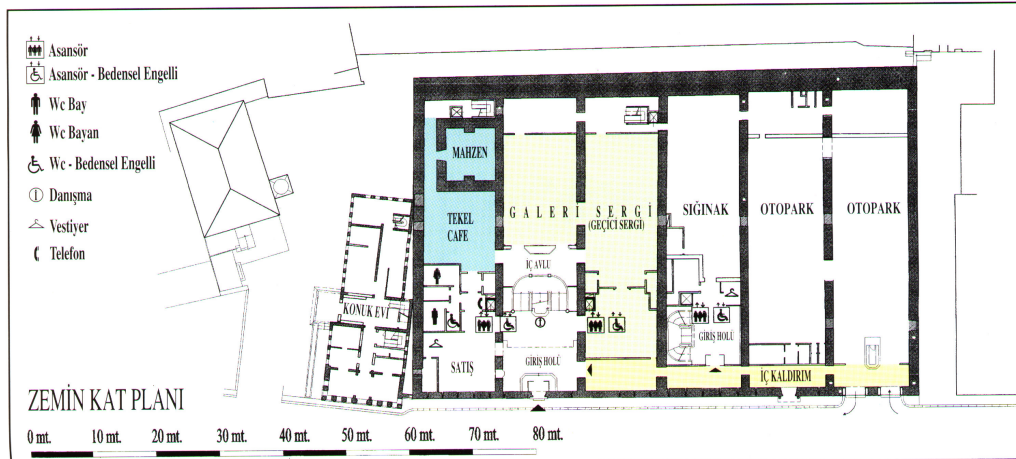 Asansör
Asansör - Bedensel Engelli
Wc Bay
Wc Bayan
Wc - Bedensel Engelli
Danışma
Vestiyer
Telefon
MAHZEN
TEKEL
CAFE
GALERİ SERGİ
(GEÇİCİ SERGİ)
SIĞINAK
OTOPARK
OTOPARK
İÇ AVLU
KONUK EVİ
SATIŞ
GİRİŞ HOLÜ
GİRİŞ HOLÜ
İÇ KALDIRIM
ZEMİN KAT PLANI
0 mt. 10 mt. 20 mt. 30 mt. 40 mt. 50 mt. 60 mt. 70 mt. 80 mt.